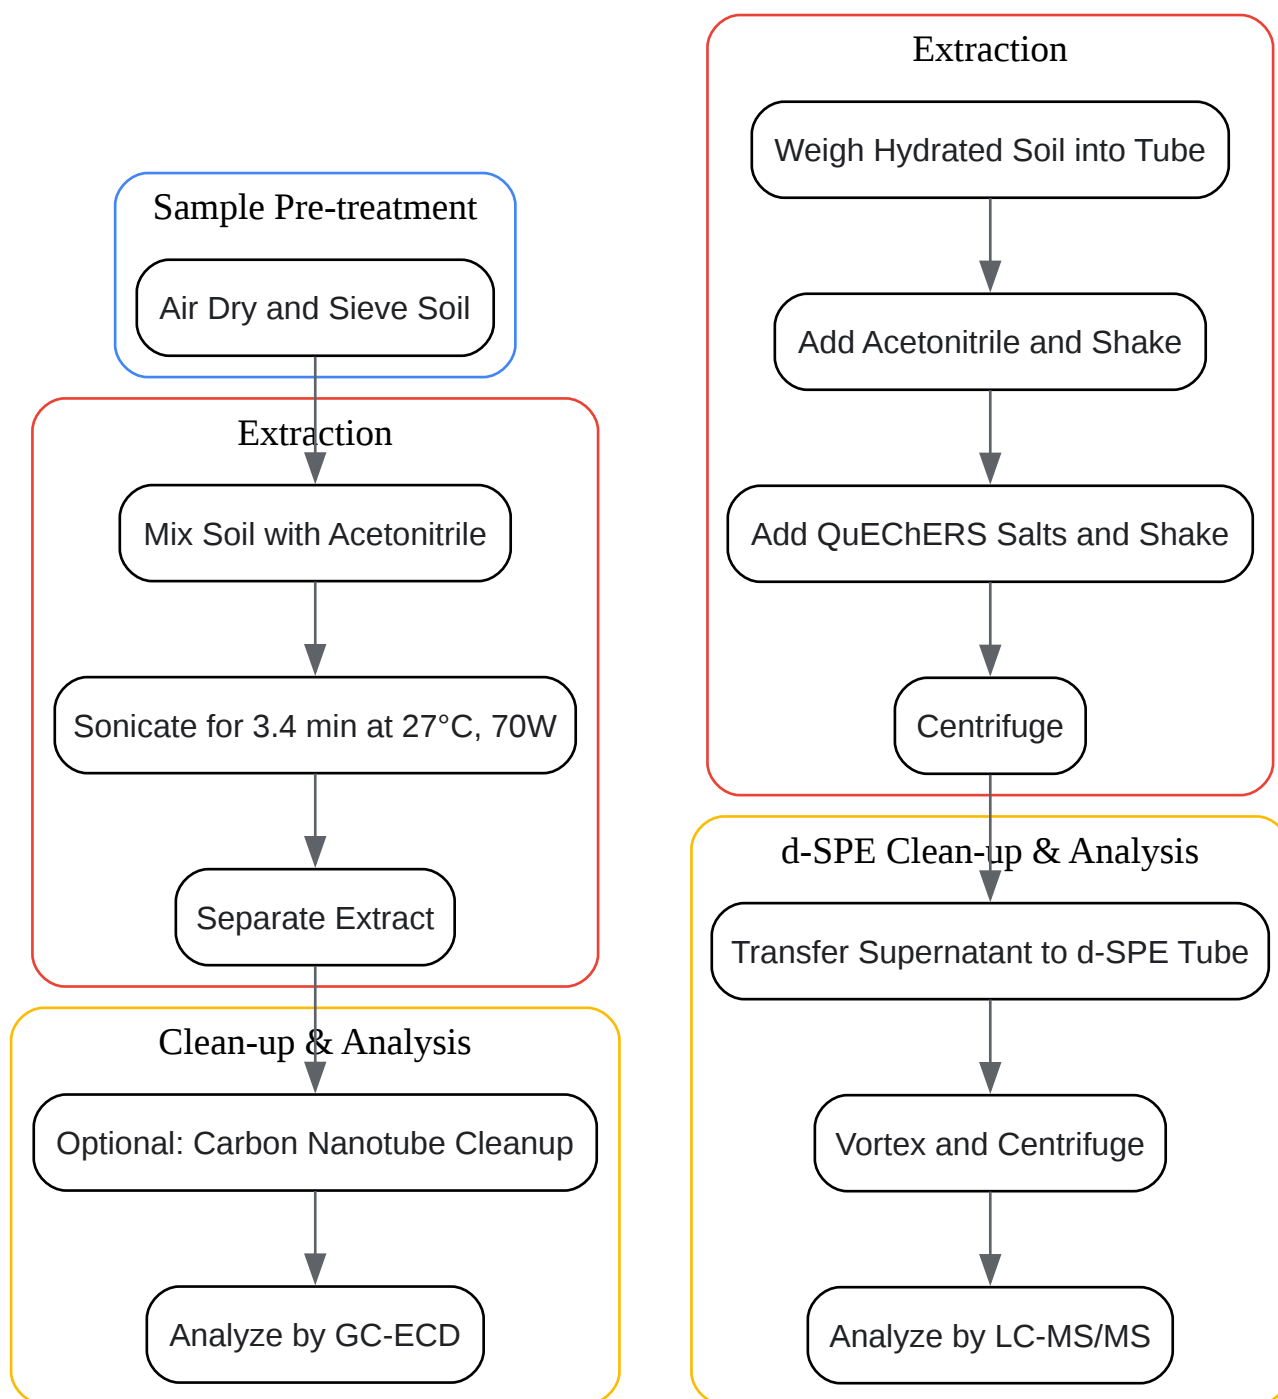 Sample Pre-treatment
Air Dry and Sieve Soil
Extraction
Mix Soil with Acetonitrile
Sonicate for 3.4 min at 27°C, 70W
Separate Extract
Clean-up & Analysis
Optional: Carbon Nanotube Cleanup
Analyze by GC-ECD
Extraction
Weigh Hydrated Soil into Tube
Add Acetonitrile and Shake
Add QuEChERS Salts and Shake
Centrifuge
d-SPE Clean-up & Analysis
Transfer Supernatant to d-SPE Tube
Vortex and Centrifuge
Analyze by LC-MS/MS